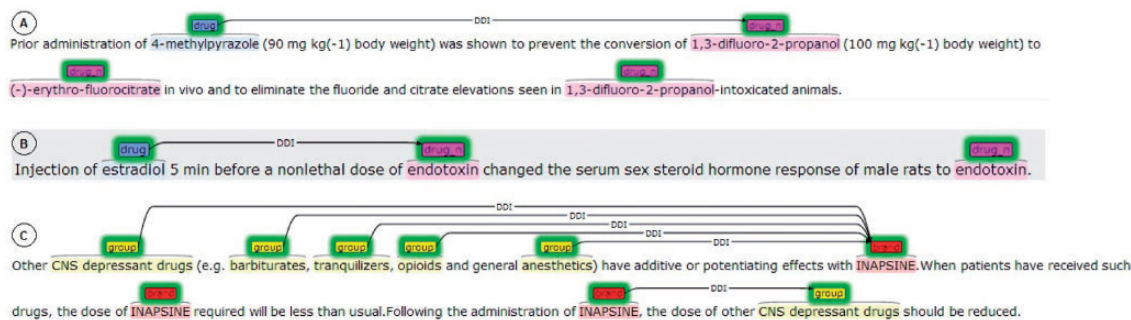 A
drug DDI drug_n
Prior administration of 4-methylpyrazole (90 mg kg(-1) body weight) was shown to prevent the conversion of 1,3-difluoro-2-propanol (100 mg kg(-1) body weight) to
drug_n drug_n
(-)-erythro-fluorocitrate in vivo and to eliminate the fluoride and citrate elevations seen in 1,3-difluoro-2-propanol-intoxicated animals.
B
drug DDI drug_n drug_n
Injection of estradiol 5 min before a nonlethal dose of endotoxin changed the serum sex steroid hormone response of male rats to endotoxin.
DDI
DDI
DDI
DDI
C
group group group group group DDI brand
Other CNS depressant drugs (e.g. barbiturates, tranquilizers, opioids and general anesthetics) have additive or potentiating effects with INAPSINE.When patients have received such
brand brand DDI group
drugs, the dose of INAPSINE required will be less than usual.Following the administration of INAPSINE, the dose of other CNS depressant drugs should be reduced.